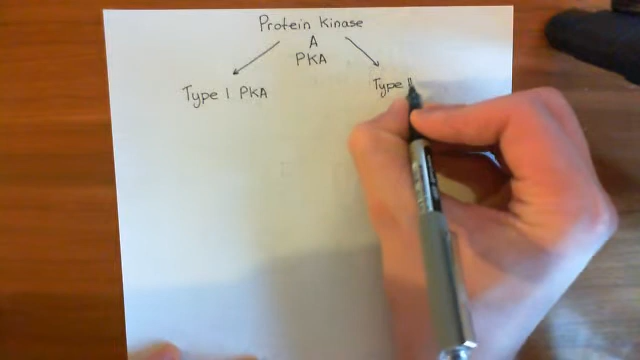 Protein Kinase
A
PKA
Type I PKA
Type II